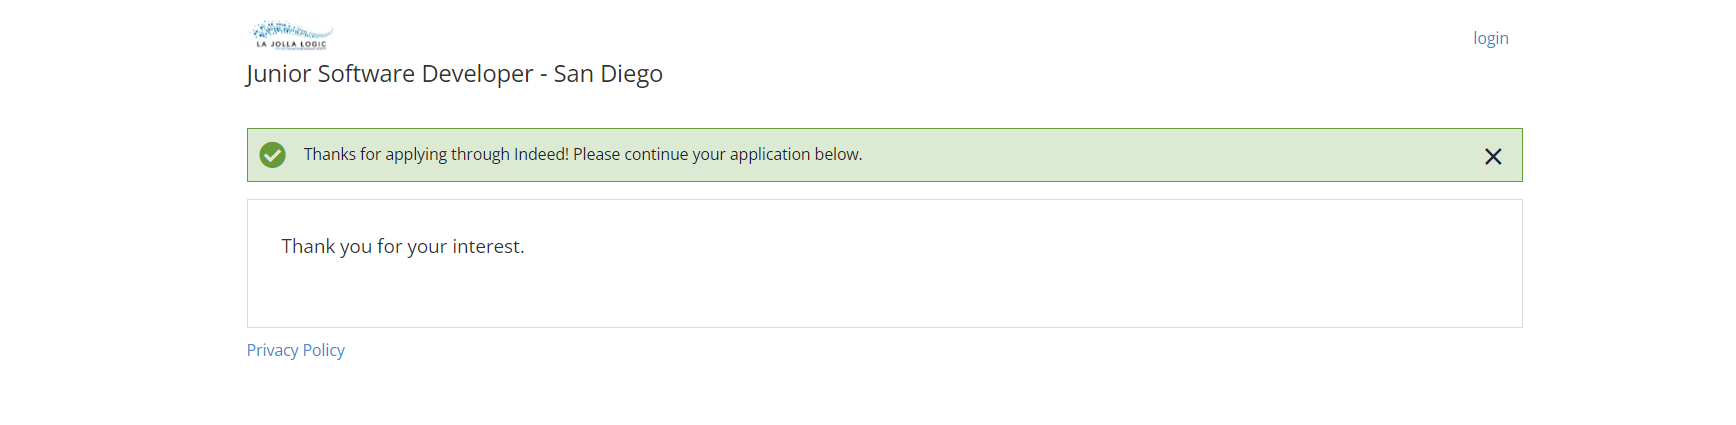 LA JOLLA LOGIC
login
Junior Software Developer - San Diego
Thanks for applying through Indeed! Please continue your application below.
Thank you for your interest.
Privacy Policy